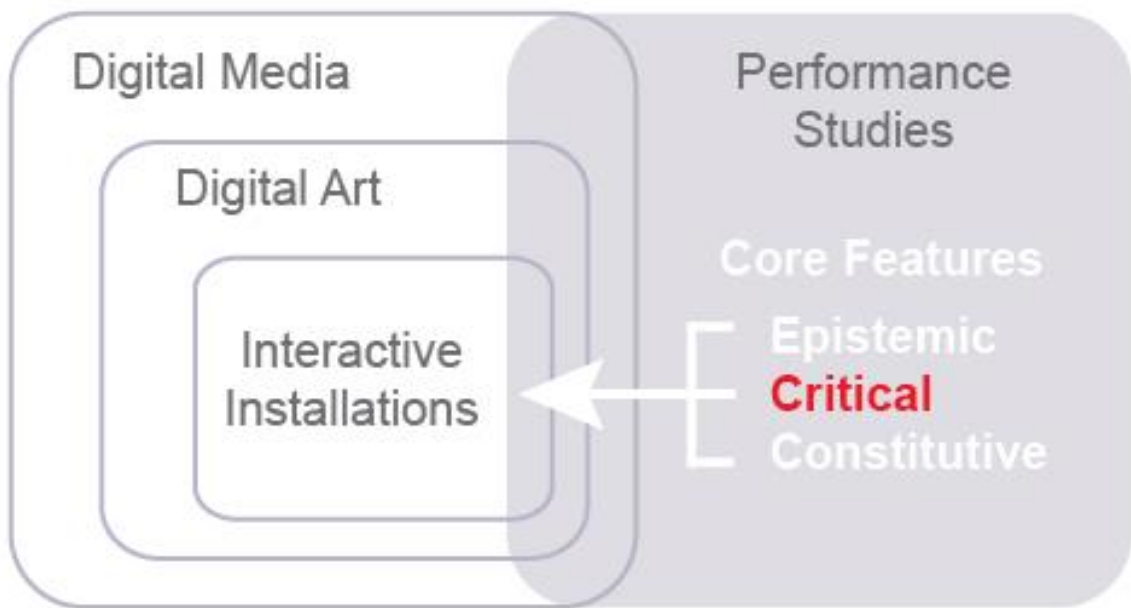 Digital Media
Performance
Studies
Digital Art
Core Features
Interactive
Installations
Epistemic
Critical
Constitutive